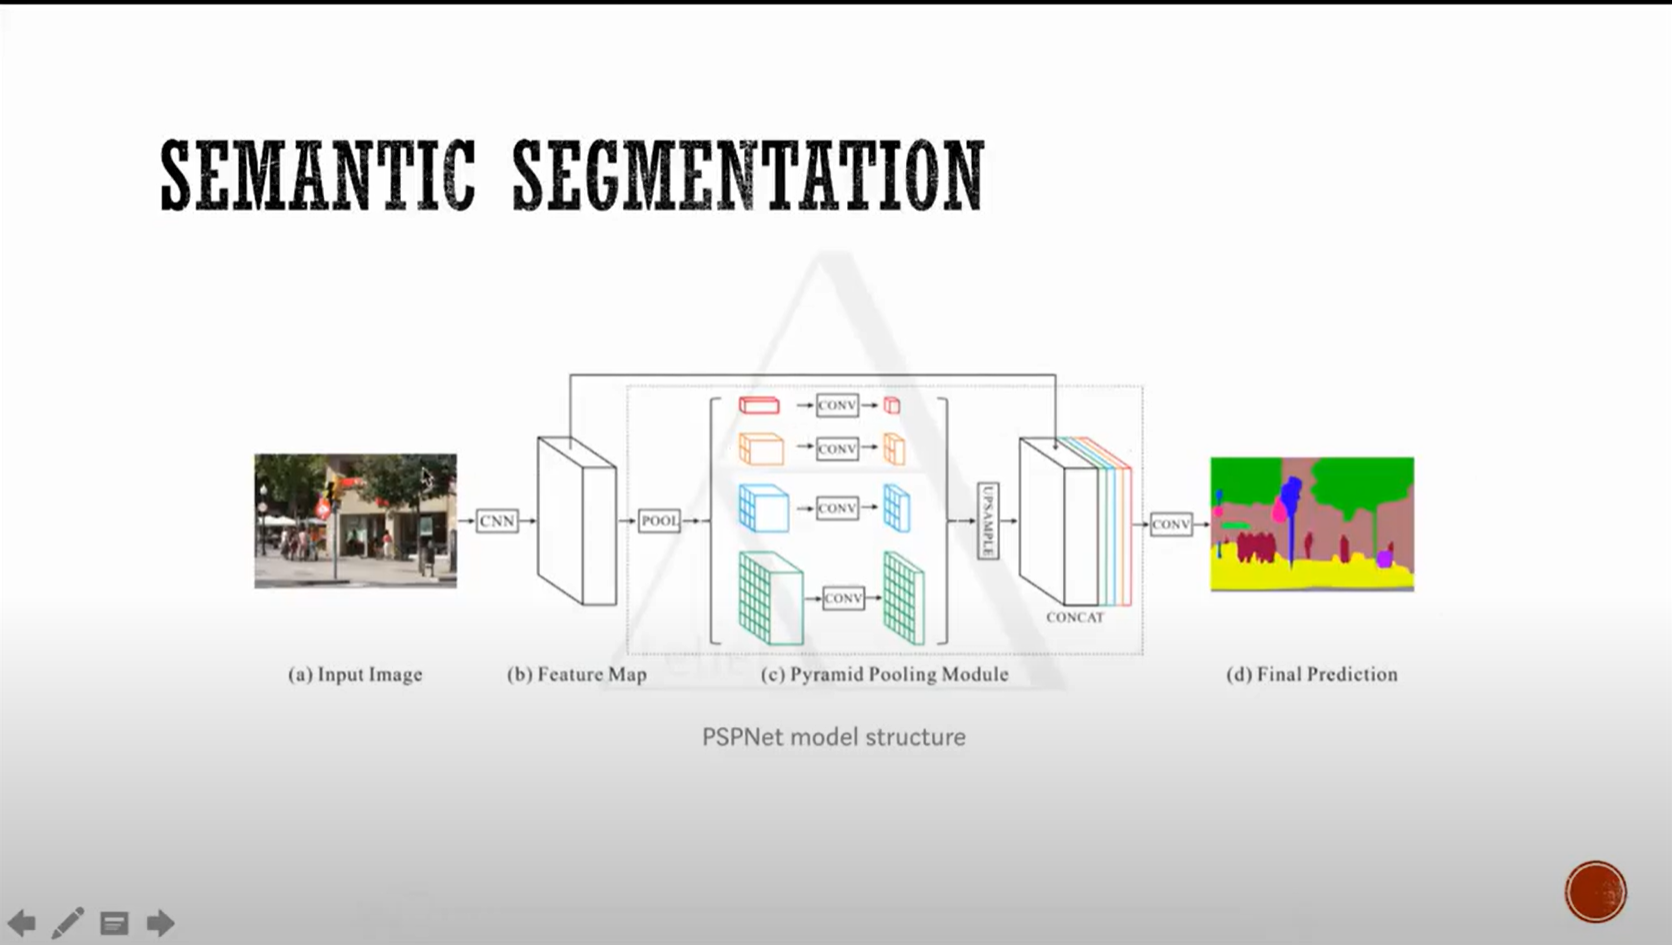 SEMANTIC SEGMENTATION
CONV
CONV
CONV
CONV
CNN
POOL
UPSAMPLE
CONV
CONCAT
(a) Input Image
(b) Feature Map
(c) Pyramid Pooling Module
(d) Final Prediction
PSPNet model structure